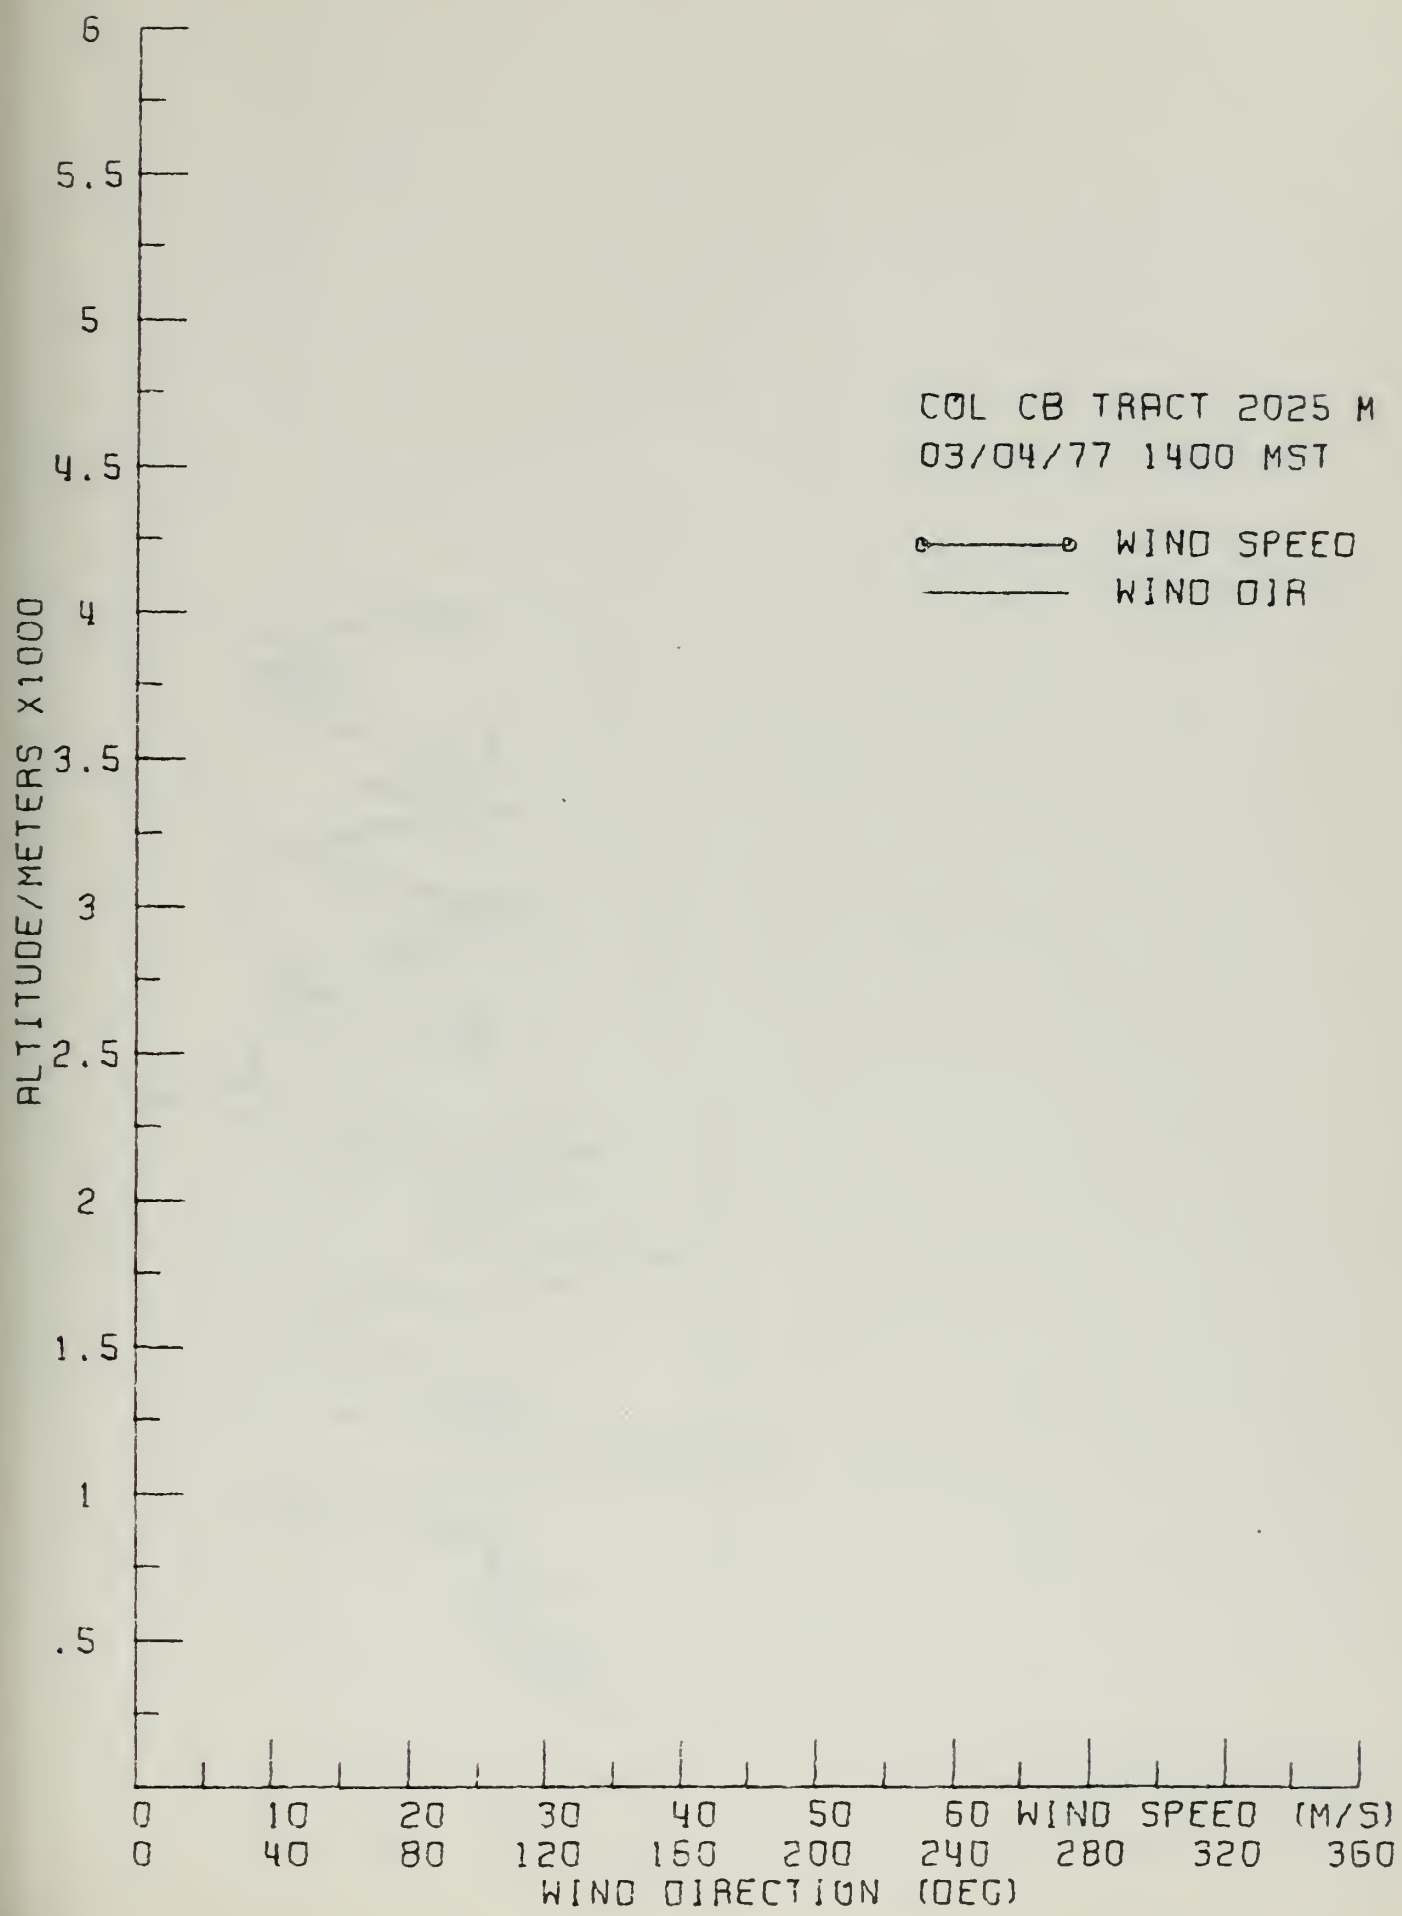 6
5.5
5
COL CB TRACT 2025 M
03/04/77 1400 MST
4.5
WIND SPEED
WIND DIR
4
ALTITUDE/METERS X1000
3.5
3
2.5
2
1.5
1
.5
0 10 20 30 40 50 60 WIND SPEED (M/S)
0 40 80 120 160 200 240 280 320 360
WIND DIRECTION (DEG)